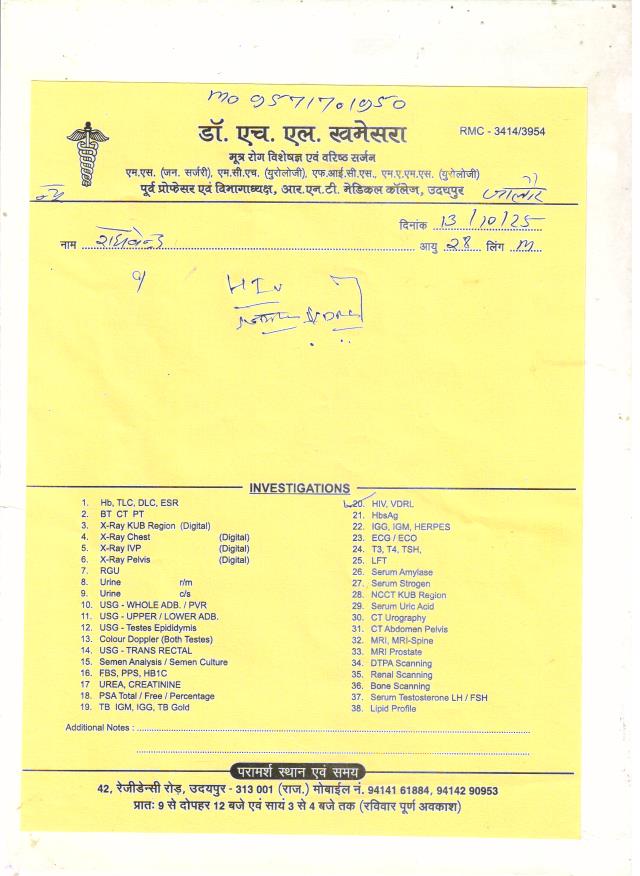 MO 9571701950
डॉ. एच. एल. खमेसरा
RMC - 3414/3954
मूत्र रोग विशेषज्ञ एवं वरिष्ठ सर्जन
एम.एस. (जन. सर्जरी), एम.सी.एच. (युरोलोजी), एफ.आई.सी.एस., एम.ए.एम.एस. (युरोलोजी)
पूर्व प्रोफेसर एवं विभागाध्यक्ष, आर.एन.टी. मेडिकल कॉलेज, उदयपुर
जालोर
दिनांक 13/10/25
नाम राघवेन्द्र आयु 28 लिंग M
HIV
VDRL
INVESTIGATIONS
1. Hb, TLC, DLC, ESR
2. BT CT PT
3. X-Ray KUB Region (Digital)
4. X-Ray Chest (Digital)
5. X-Ray IVP (Digital)
6. X-Ray Pelvis (Digital)
7. RGU
8. Urine r/m
9. Urine c/s
10. USG - WHOLE ADB. / PVR
11. USG - UPPER / LOWER ADB.
12. USG - Testes Epididymis
13. Colour Doppler (Both Testes)
14. USG - TRANS RECTAL
15. Semen Analysis / Semen Culture
16. FBS, PPS, HB1C
17 UREA, CREATININE
18. PSA Total / Free / Percentage
19. TB IGM, IGG, TB Gold
20. HIV, VDRL
21. HbsAg
22. IGG, IGM, HERPES
23. ECG / ECO
24. T3, T4, TSH,
25. LFT
26. Serum Amylase
27. Serum Strogen
28. NCCT KUB Region
29. Serum Uric Acid
30. CT Urography
31. CT Abdomen Pelvis
32. MRI, MRI-Spine
33. MRI Prostate
34. DTPA Scanning
35. Renal Scanning
36. Bone Scanning
37. Serum Testosterone LH / FSH
38. Lipid Profile
Additional Notes :
परामर्श स्थान एवं समय
42, रेजीडेन्सी रोड़, उदयपुर - 313 001 (राज.) मोबाईल नं. 94141 61884, 94142 90953
प्रातः 9 से दोपहर 12 बजे एवं सायं 3 से 4 बजे तक (रविवार पूर्ण अवकाश)